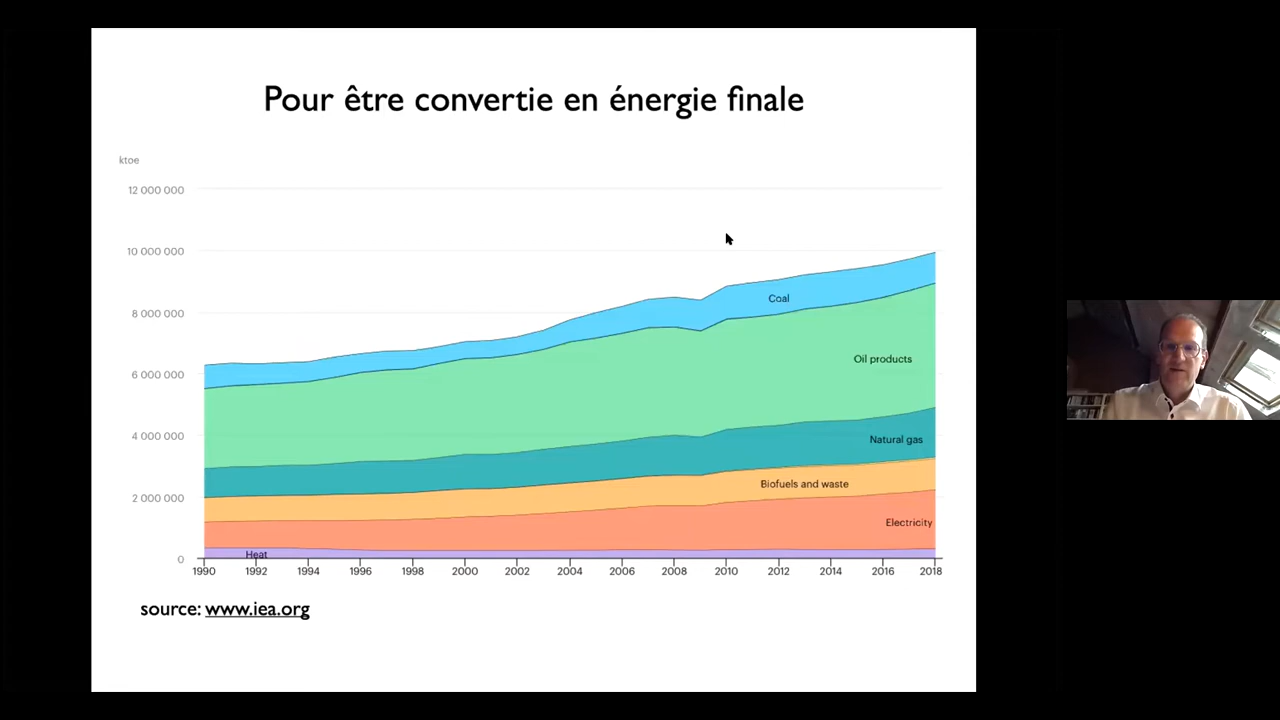 Pour être convertie en énergie finale
ktoe
12 000 000
10 000 000
8 000 000
6 000 000
4 000 000
2 000 000
0
Coal
Oil products
Natural gas
Biofuels and waste
Electricity
Heat
1990 1992 1994 1996 1998 2000 2002 2004 2006 2008 2010 2012 2014 2016 2018
source: www.iea.org